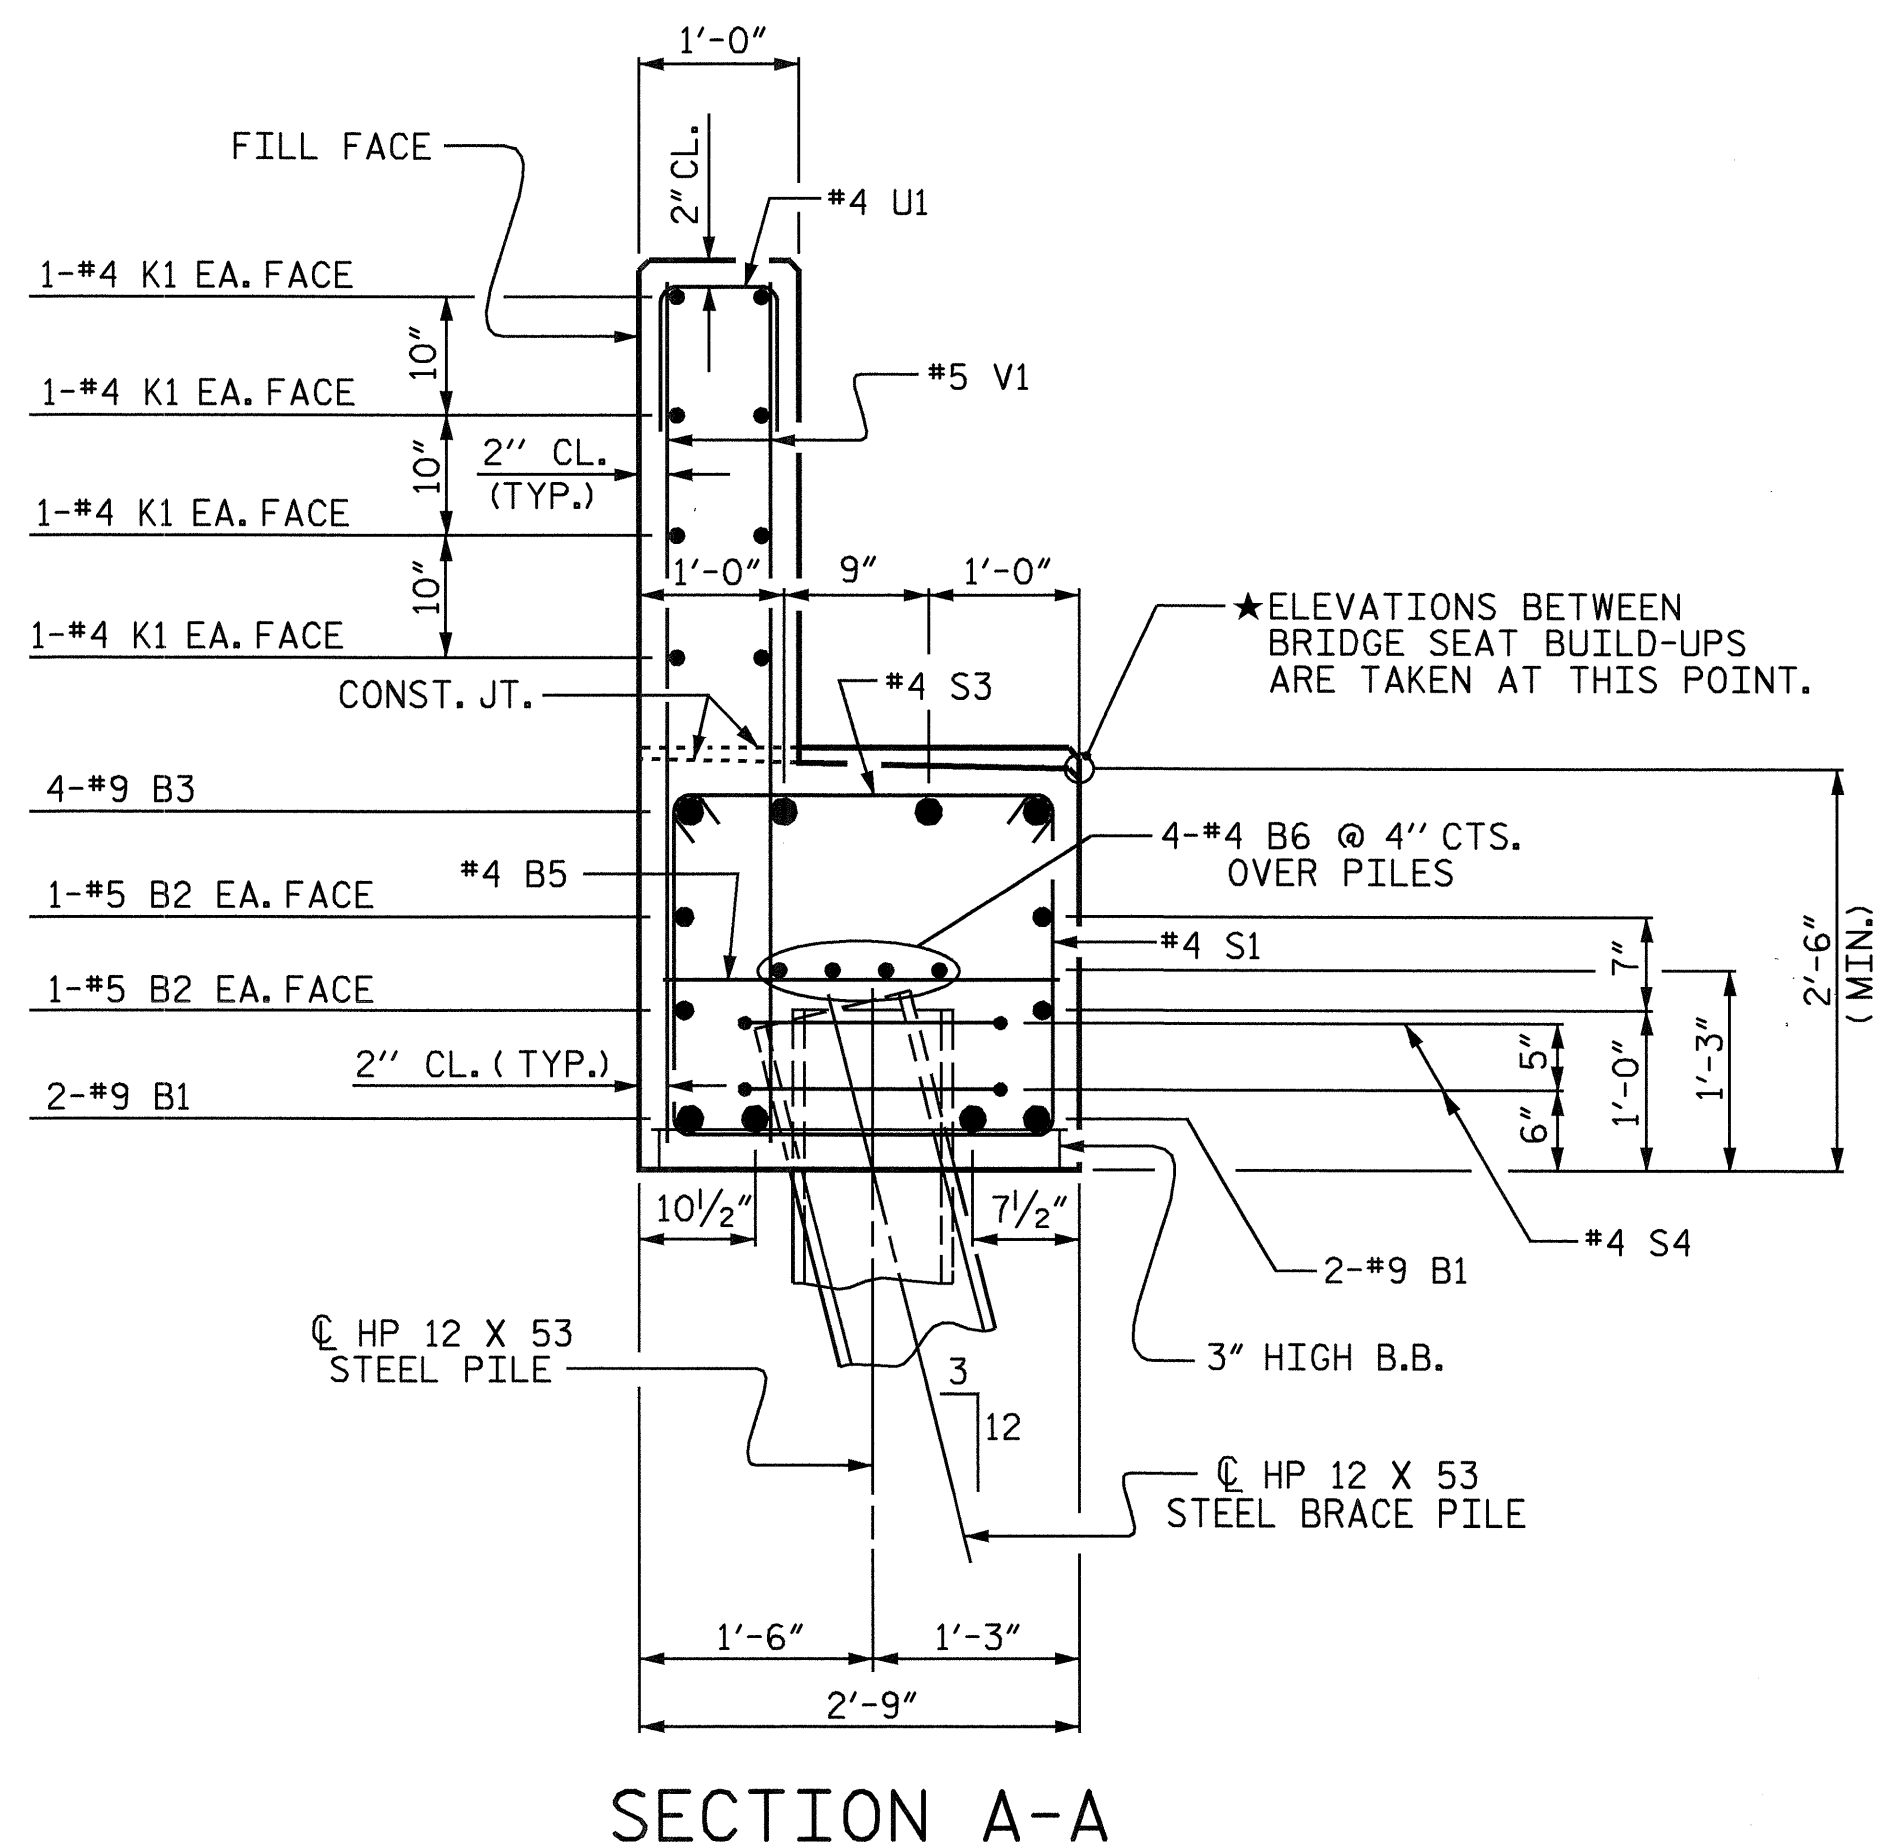 1'-0"
FILL FACE
2" CL.
#4 U1
1-#4 K1 EA. FACE
10"
#5 V1
1-#4 K1 EA. FACE
2" CL.
(TYP.)
10"
1-#4 K1 EA. FACE
1'-0"
9"
1'-0"
10"
★ELEVATIONS BETWEEN
BRIDGE SEAT BUILD-UPS
ARE TAKEN AT THIS POINT.
1-#4 K1 EA. FACE
CONST. JT.
#4 S3
4-#9 B3
4-#4 B6 @ 4" CTS.
OVER PILES
#4 B5
1-#5 B2 EA. FACE
#4 S1
7"
2'-6"
(MIN.)
1-#5 B2 EA. FACE
5"
1'-0"
1'-3"
2" CL. (TYP.)
2-#9 B1
6"
10½"
7½"
#4 S4
2-#9 B1
℄ HP 12 X 53
STEEL PILE
3" HIGH B.B.
3
12
℄ HP 12 X 53
STEEL BRACE PILE
1'-6"
1'-3"
2'-9"
SECTION A-A